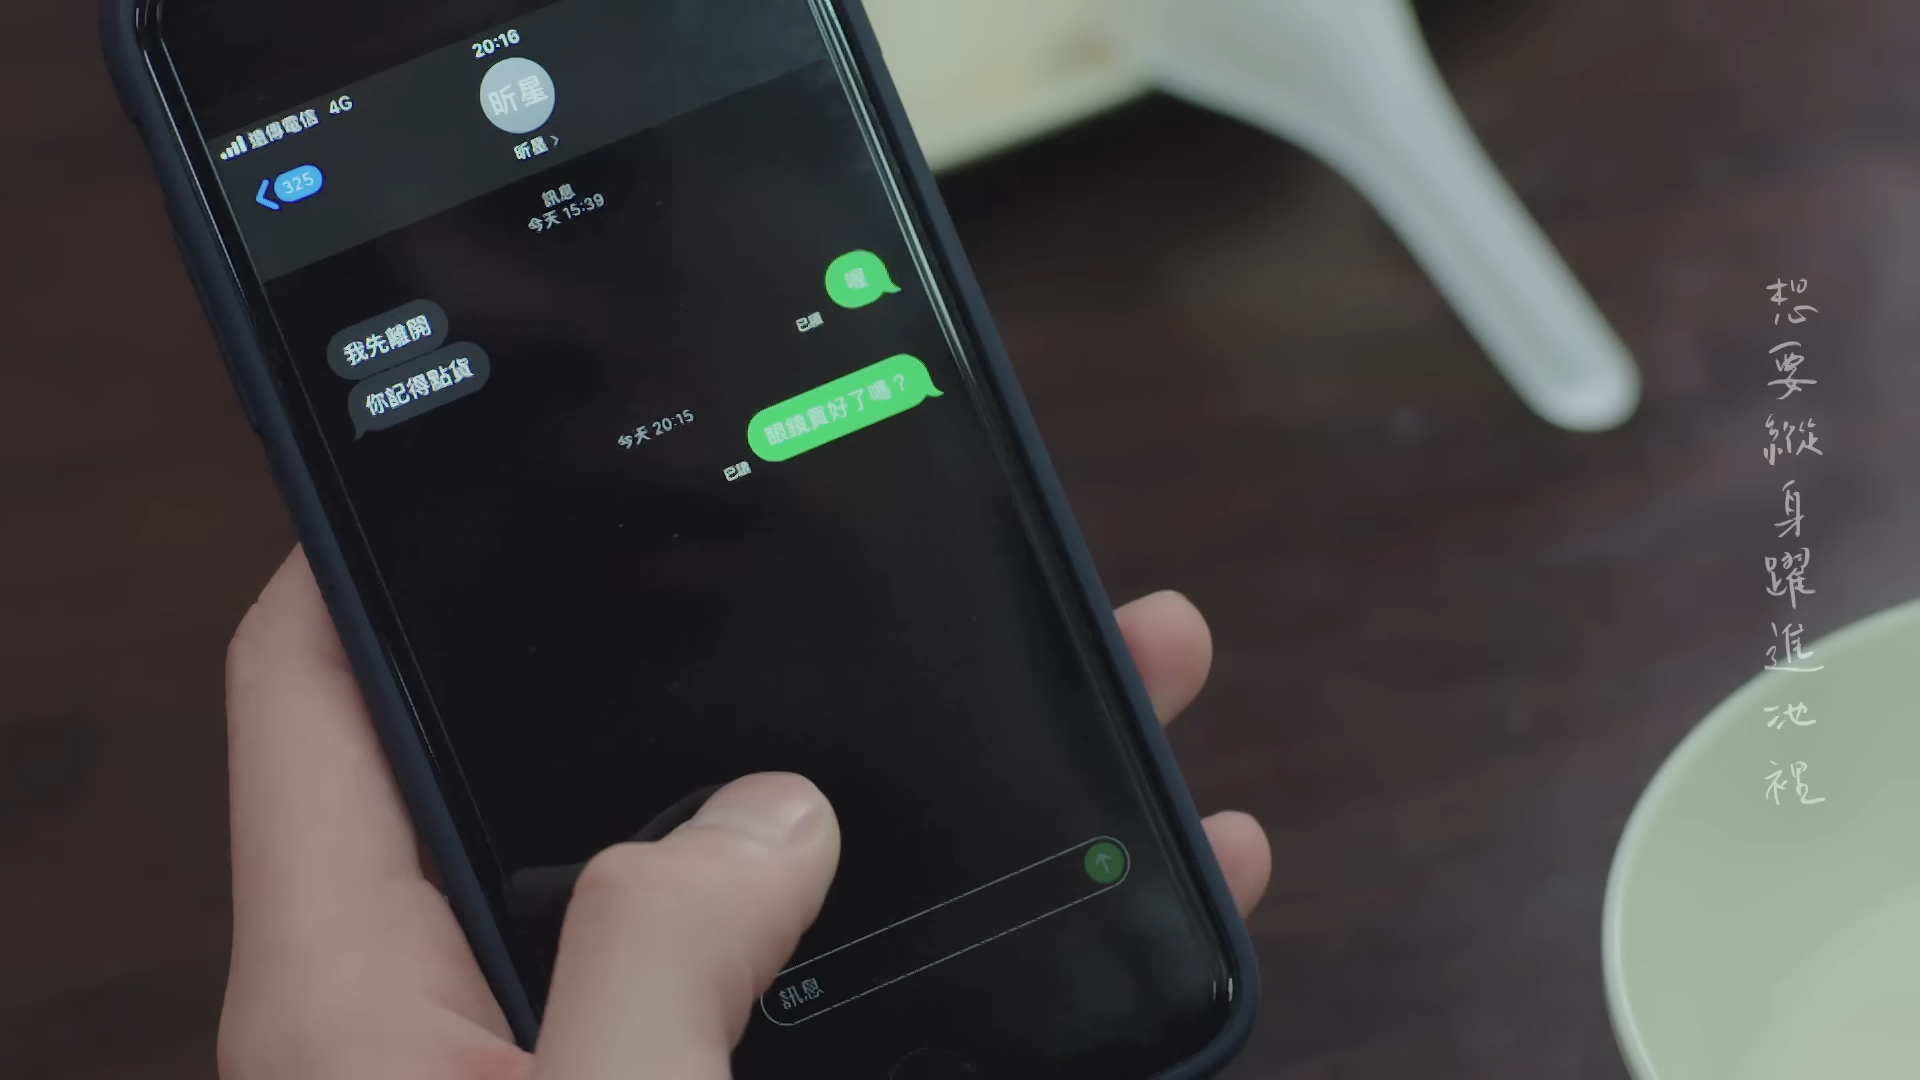 20:16
遠傳電信 4G
昕星
325
昕星
訊息
今天 15:39
喔
已讀
我先離開
你記得點貨
今天 20:15
眼鏡買好了嗎？
已讀
訊息
想要縱身躍進池裡